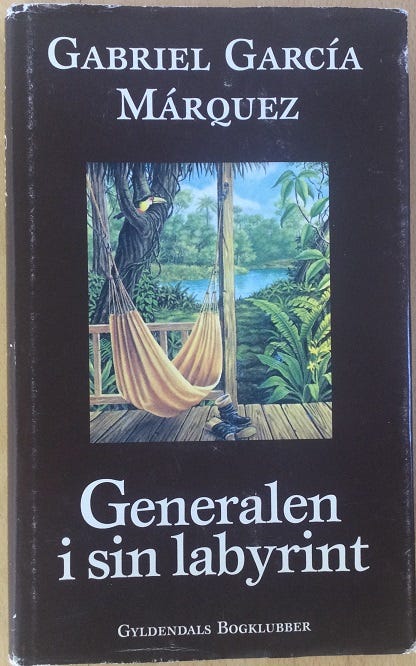 GABRIEL GARCÍA
MÁRQUEZ
Generalen
i sin labyrint
GYLDENDALS BOGKLUBBER